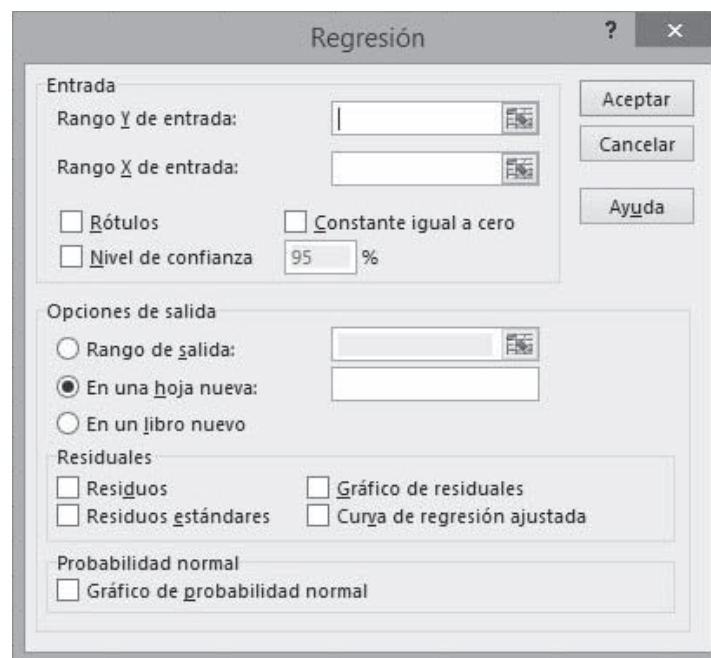 Regresión
? ×
Entrada
Rango Y de entrada:
Aceptar
Cancelar
Rango X de entrada:
Ayuda
Rótulos
Constante igual a cero
Nivel de confianza 95 %
Opciones de salida
Rango de salida:
En una hoja nueva:
En un libro nuevo
Residuales
Residuos
Gráfico de residuales
Residuos estándares
Curva de regresión ajustada
Probabilidad normal
Gráfico de probabilidad normal